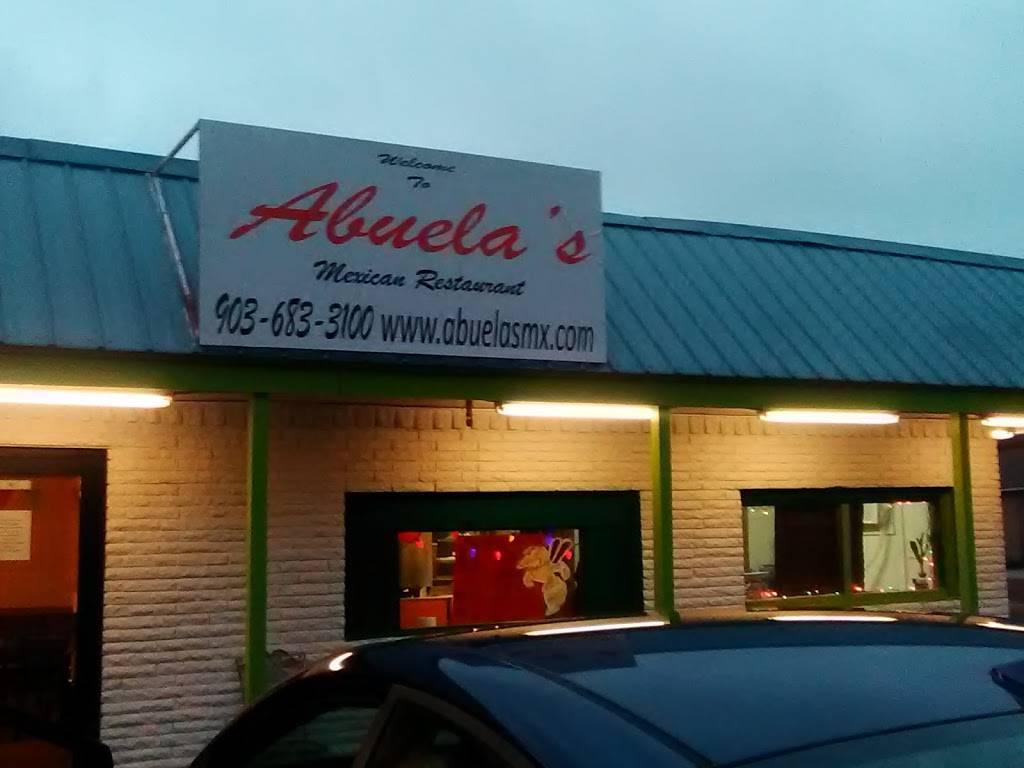 Welcome
To
Abuela's
Mexican Restaurant
903-683-3100 www.abuelasmx.com